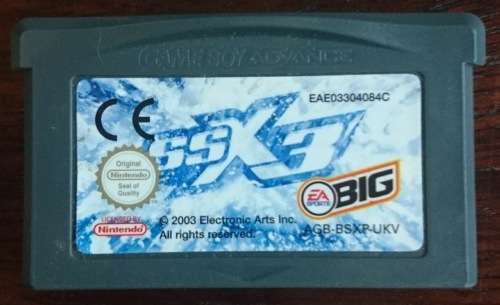 GAME BOY ADVANCE
EAE03304084C
CE
SSX3
Original
Nintendo
Seal of
Quality
EA
SPORTS
BIG
LICENSED BY
Nintendo
© 2003 Electronic Arts Inc.
All rights reserved.
AGB-BSXP-UKV